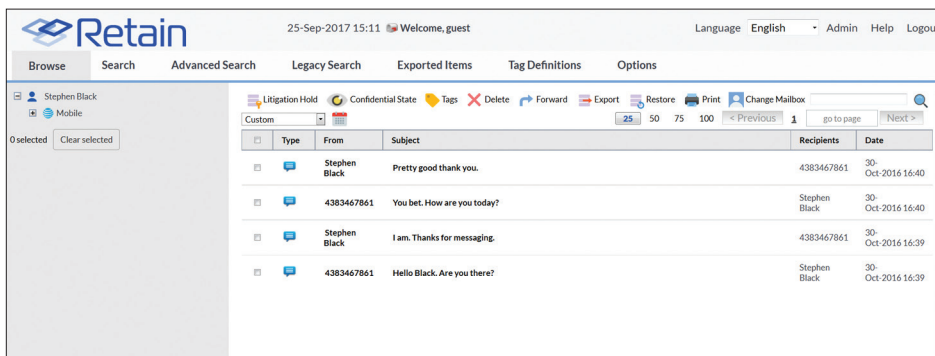 Retain
25-Sep-2017 15:11 Welcome, guest
Language English Admin Help Logou
Browse Search Advanced Search Legacy Search Exported Items Tag Definitions Options
Stephen Black
Mobile
0 selected Clear selected
Litigation Hold Confidential State Tags Delete Forward Export Restore Print Change Mailbox
Custom 25 50 75 100 < Previous 1 go to page Next >
Type From Subject Recipients Date
Stephen Black Pretty good thank you. 4383467861 30-Oct-2016 16:40
4383467861 You bet. How are you today? Stephen Black 30-Oct-2016 16:40
Stephen Black I am. Thanks for messaging. 4383467861 30-Oct-2016 16:39
4383467861 Hello Black. Are you there? Stephen Black 30-Oct-2016 16:39